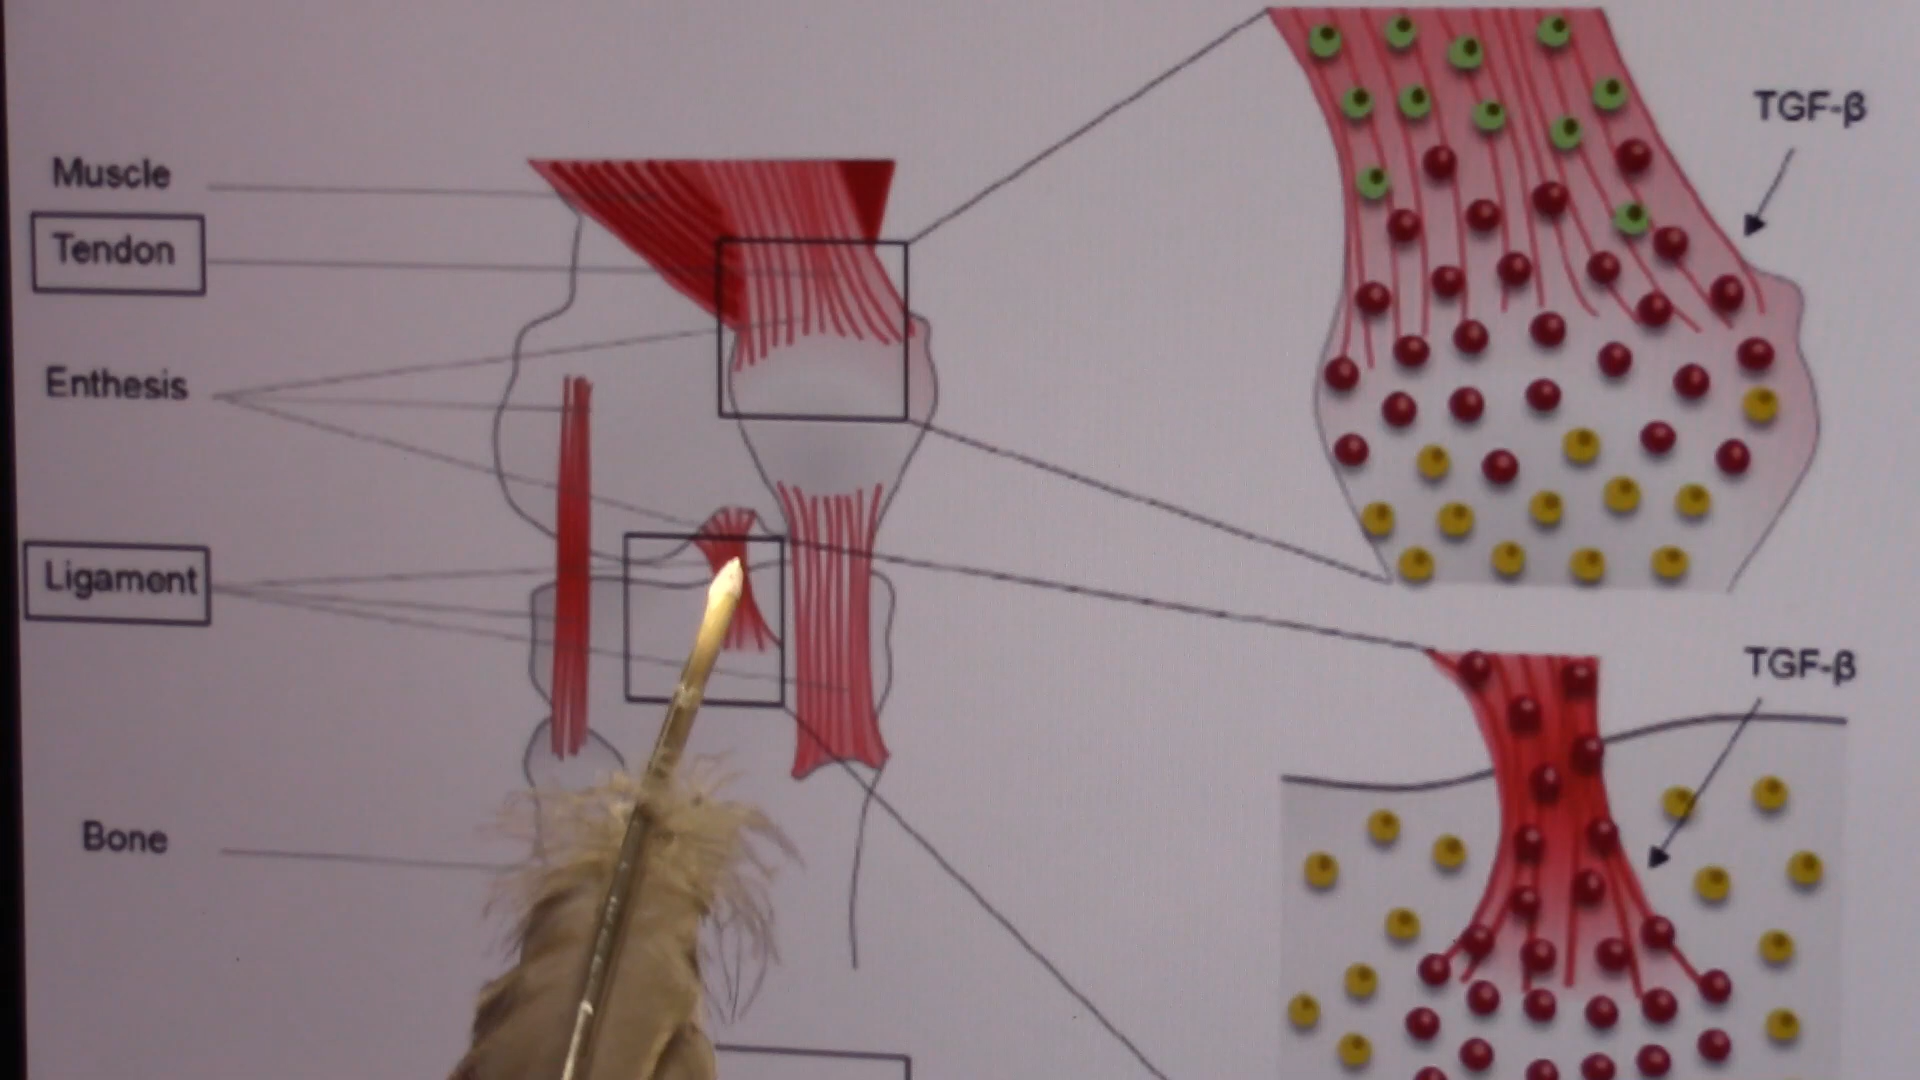 Muscle
Tendon
Enthesis
Ligament
Bone
TGF-β
TGF-β